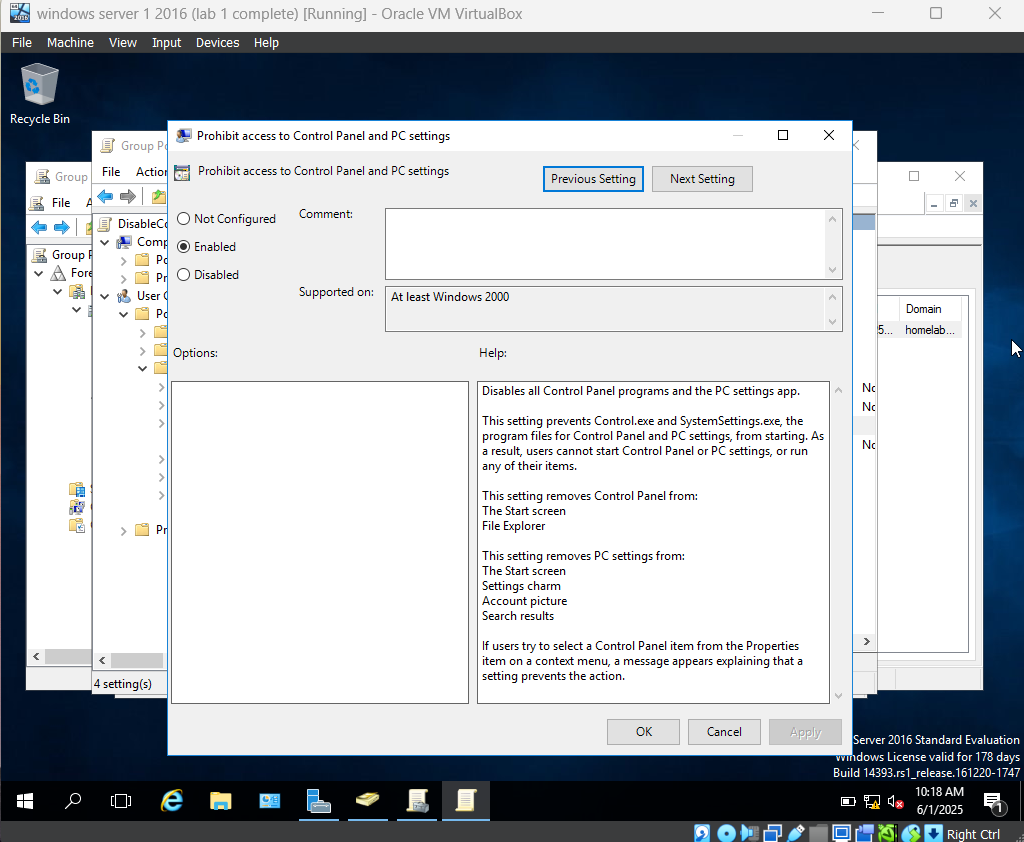 windows server 1 2016 (lab 1 complete) [Running] - Oracle VM VirtualBox
File Machine View Input Devices Help
Recycle Bin
Group
File
Group P
Fore
Group Po
File Action
DisableCo
Comp
Po
Pr
User C
Po
Pr
4 setting(s)
Prohibit access to Control Panel and PC settings
Prohibit access to Control Panel and PC settings
Previous Setting
Next Setting
Not Configured
Enabled
Disabled
Comment:
Supported on:
At least Windows 2000
Options:
Help:
Disables all Control Panel programs and the PC settings app.
This setting prevents Control.exe and SystemSettings.exe, the
program files for Control Panel and PC settings, from starting. As
a result, users cannot start Control Panel or PC settings, or run
any of their items.
This setting removes Control Panel from:
The Start screen
File Explorer
This setting removes PC settings from:
The Start screen
Settings charm
Account picture
Search results
If users try to select a Control Panel item from the Properties
item on a context menu, a message appears explaining that a
setting prevents the action.
OK
Cancel
Apply
Domain
5... homelab...
No
No
No
Server 2016 Standard Evaluation
Windows License valid for 178 days
Build 14393.rs1_release.161220-1747
10:18 AM
6/1/2025
1
Right Ctrl